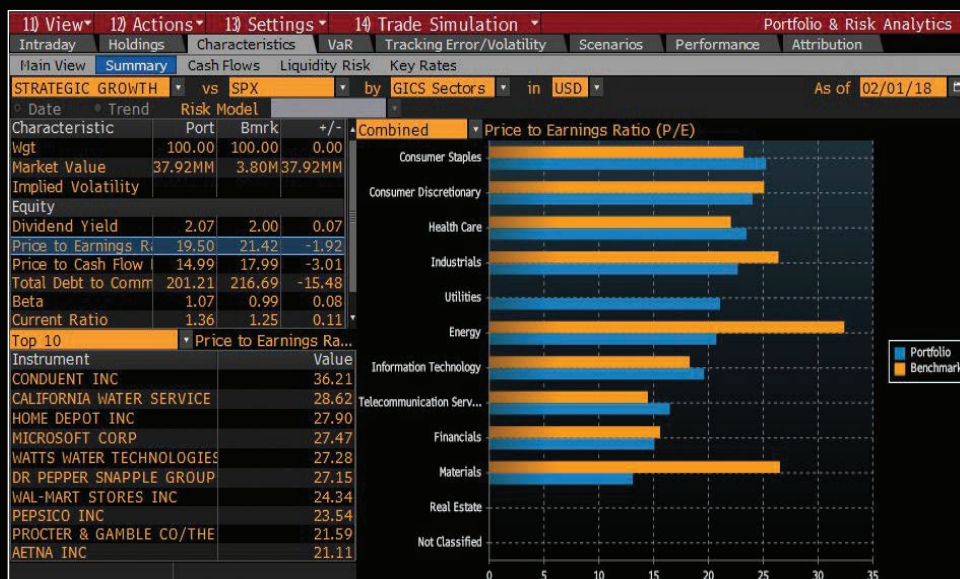 11) View 12) Actions 13) Settings 14) Trade Simulation Portfolio & Risk Analytics
Intraday Holdings Characteristics VaR Tracking Error/Volatility Scenarios Performance Attribution
Main View Summary Cash Flows Liquidity Risk Key Rates
STRATEGIC GROWTH vs SPX by GICS Sectors in USD As of 02/01/18
Date Trend Risk Model
Characteristic Port Bmrk +/-
Wgt 100.00 100.00 0.00
Market Value 37.92MM 3.80M 37.92MM
Implied Volatility
Equity
Dividend Yield 2.07 2.00 0.07
Price to Earnings Ra 19.50 21.42 -1.92
Price to Cash Flow 14.99 17.99 -3.01
Total Debt to Comm 201.21 216.69 -15.48
Beta 1.07 0.99 0.08
Current Ratio 1.36 1.25 0.11
Top 10 Price to Earnings Ra...
Instrument Value
CONDUENT INC 36.21
CALIFORNIA WATER SERVICE 28.62
HOME DEPOT INC 27.90
MICROSOFT CORP 27.47
WATTS WATER TECHNOLOGIES 27.28
DR PEPPER SNAPPLE GROUP 27.15
WAL-MART STORES INC 24.34
PEPSICO INC 23.54
PROCTER & GAMBLE CO/THE 21.59
AETNA INC 21.11
Combined Price to Earnings Ratio (P/E)
Consumer Staples
Consumer Discretionary
Health Care
Industrials
Utilities
Energy
Information Technology
Telecommunication Serv...
Financials
Materials
Real Estate
Not Classified
0 5 10 15 20 25 30 35
Portfolio
Benchmark